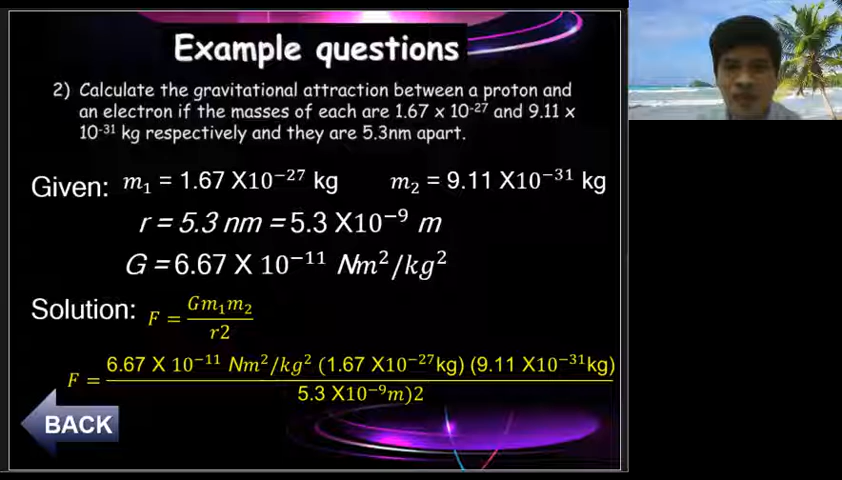 Example questions
2) Calculate the gravitational attraction between a proton and
an electron if the masses of each are 1.67 x 10⁻²⁷ and 9.11 x
10⁻³¹ kg respectively and they are 5.3nm apart.
Given: m₁ = 1.67 X10⁻²⁷ kg m₂ = 9.11 X10⁻³¹ kg
r = 5.3 nm = 5.3 X10⁻⁹ m
G = 6.67 X 10⁻¹¹ Nm²/kg²
Solution: F = Gm₁m₂
r2
F = 6.67 X 10⁻¹¹ Nm²/kg² (1.67 X10⁻²⁷kg) (9.11 X10⁻³¹kg)
5.3 X10⁻⁹m)2
BACK